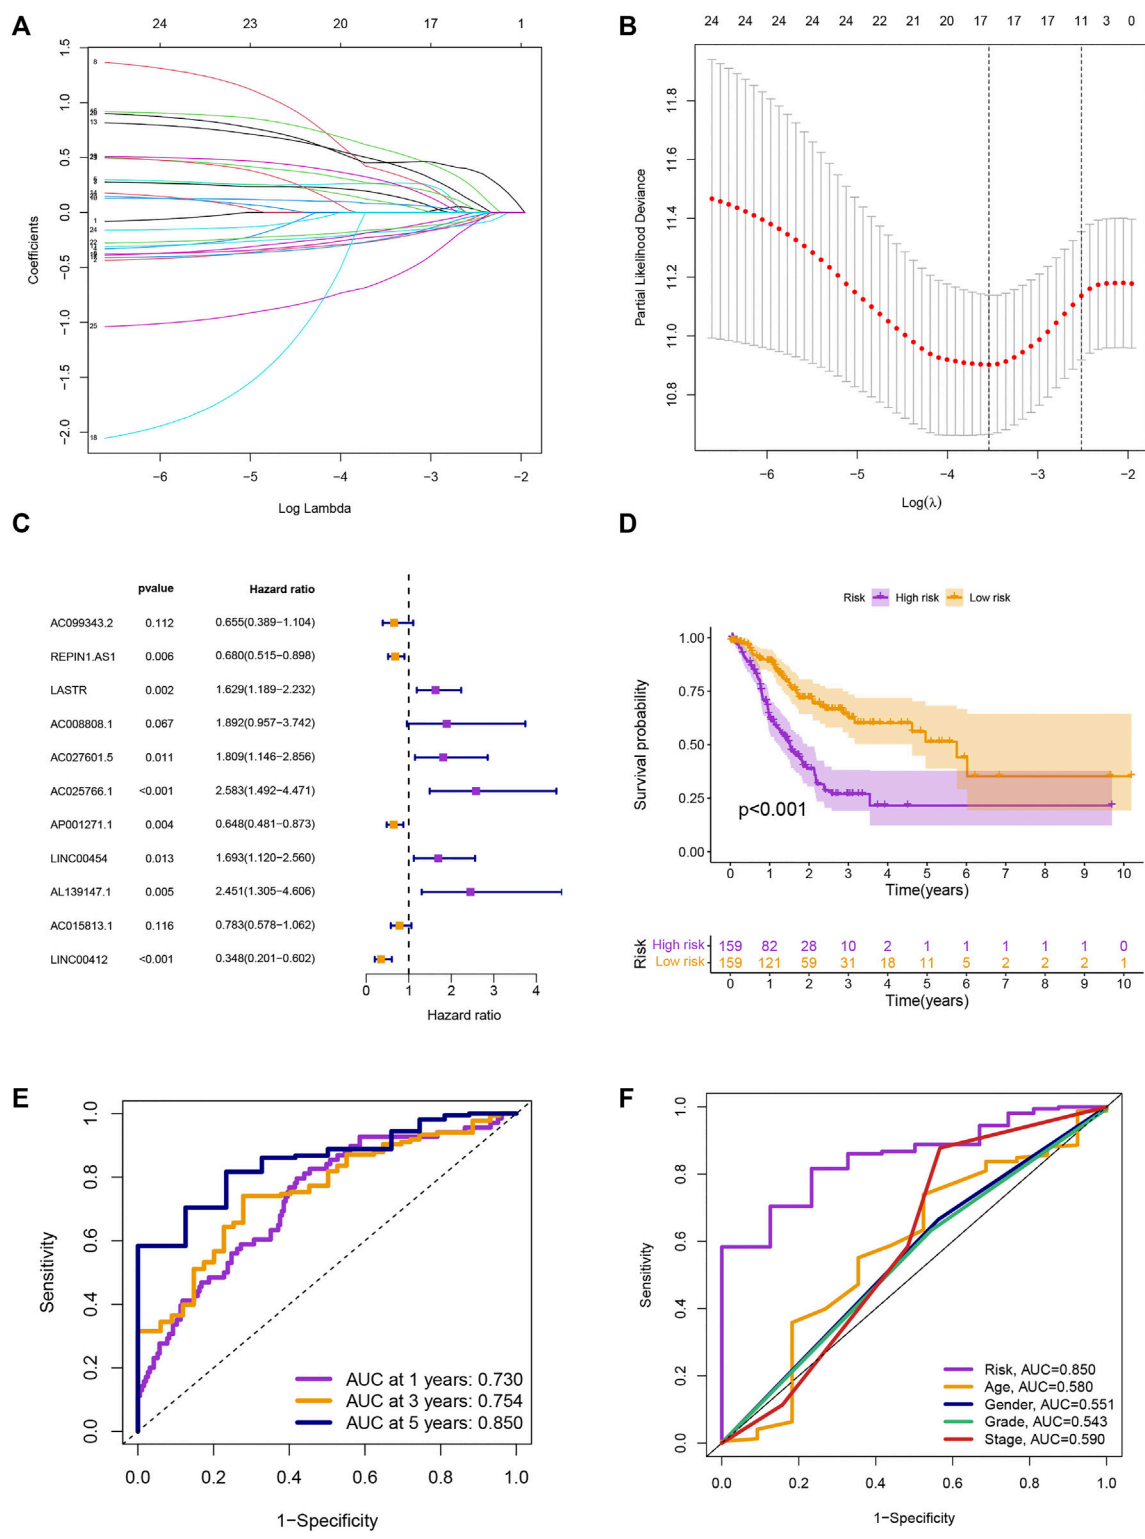 A
24 23 20 17 1
1.5
1.0
0.5
0.0
−0.5
−1.0
−1.5
−2.0
Coefficients
8
13
1
24
22
2
25
18
−6 −5 −4 −3 −2
Log Lambda
B
24 24 24 24 22 21 20 17 17 17 11 3 0
11.8
11.6
11.4
11.2
11.0
10.8
Partial Likelihood Deviance
−6 −5 −4 −3 −2
Log(λ)
C
pvalue Hazard ratio
AC099343.2 0.112 0.655(0.389−1.104)
REPIN1.AS1 0.006 0.680(0.515−0.898)
LASTR 0.002 1.629(1.189−2.232)
AC008808.1 0.067 1.892(0.957−3.742)
AC027601.5 0.011 1.809(1.146−2.856)
AC025766.1 <0.001 2.583(1.492−4.471)
AP001271.1 0.004 0.648(0.481−0.873)
LINC00454 0.013 1.693(1.120−2.560)
AL139147.1 0.005 2.451(1.305−4.606)
AC015813.1 0.116 0.783(0.578−1.062)
LINC00412 <0.001 0.348(0.201−0.602)
0 1 2 3 4
Hazard ratio
D
Risk High risk Low risk
1.00
0.75
0.50
0.25
0.00
Survival probability
p<0.001
0 1 2 3 4 5 6 7 8 9 10
Time(years)
Risk
High risk 159 82 28 10 2 1 1 1 1 1 0
Low risk 159 121 59 31 18 11 5 2 2 2 1
0 1 2 3 4 5 6 7 8 9 10
Time(years)
E
1.0
0.8
0.6
0.4
0.2
0.0
Sensitivity
AUC at 1 years: 0.730
AUC at 3 years: 0.754
AUC at 5 years: 0.850
0.0 0.2 0.4 0.6 0.8 1.0
1−Specificity
F
1.0
0.8
0.6
0.4
0.2
0.0
Sensitivity
Risk, AUC=0.850
Age, AUC=0.580
Gender, AUC=0.551
Grade, AUC=0.543
Stage, AUC=0.590
0.0 0.2 0.4 0.6 0.8 1.0
1−Specificity